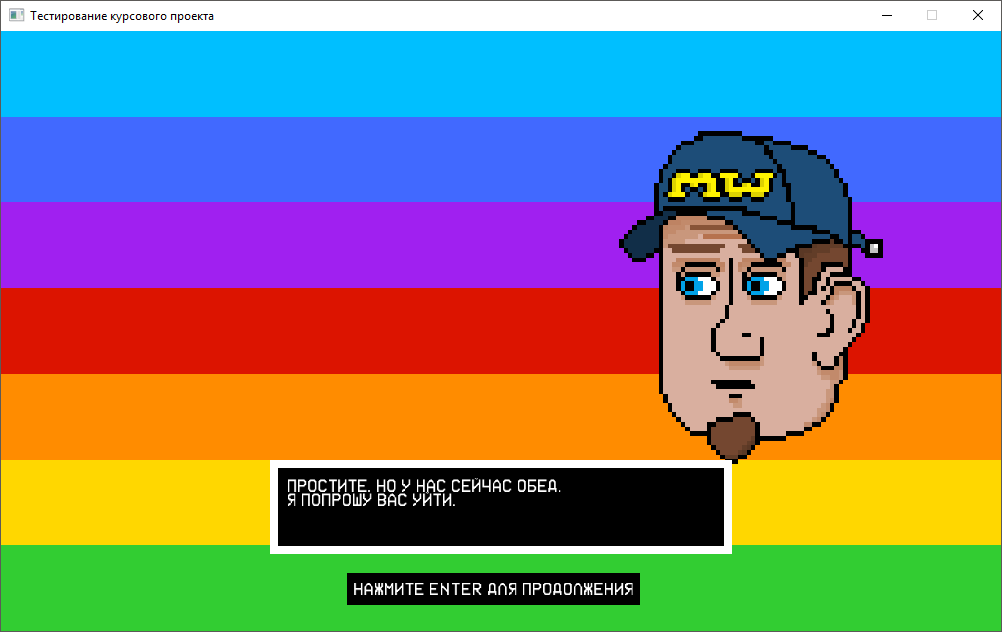 Тестирование курсового проекта
MW
ПРОСТИТЕ, НО У НАС СЕЙЧАС ОБЕД.
Я ПОПРОШУ ВАС УЙТИ.
НАЖМИТЕ ENTER ДЛЯ ПРОДОЛЖЕНИЯ